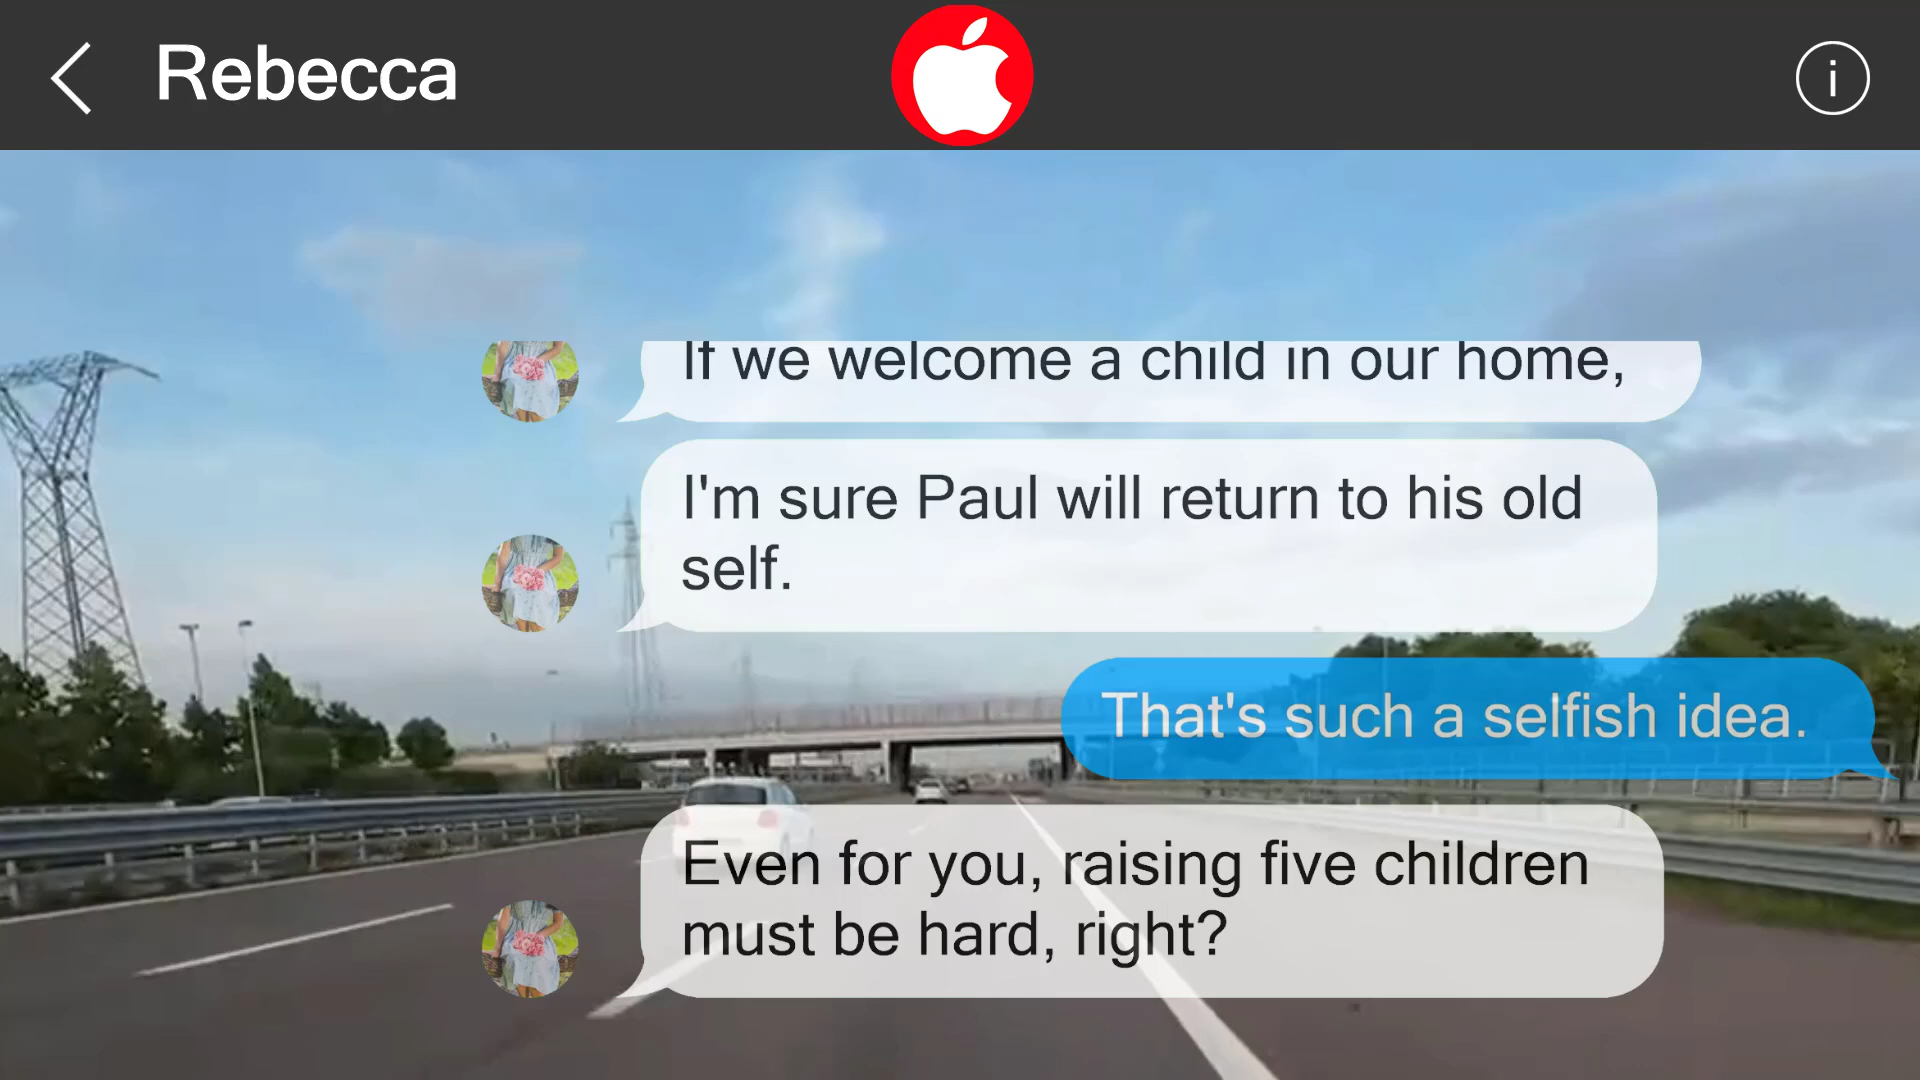 Rebecca
If we welcome a child in our home,
I'm sure Paul will return to his old
self.
That's such a selfish idea.
Even for you, raising five children
must be hard, right?